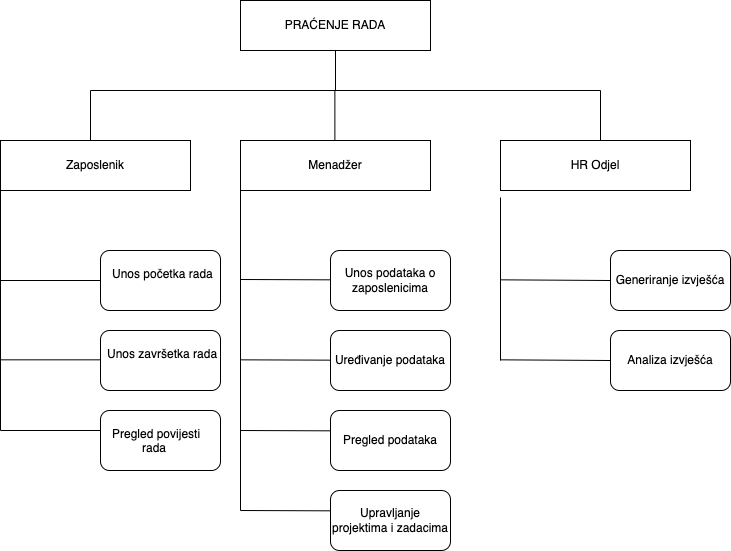 PRAĆENJE RADA
Zaposlenik
Menadžer
HR Odjel
Unos početka rada
Unos završetka rada
Pregled povijesti
rada
Unos podataka o
zaposlenicima
Uređivanje podataka
Pregled podataka
Upravljanje
projektima i zadacima
Generiranje izvješća
Analiza izvješća